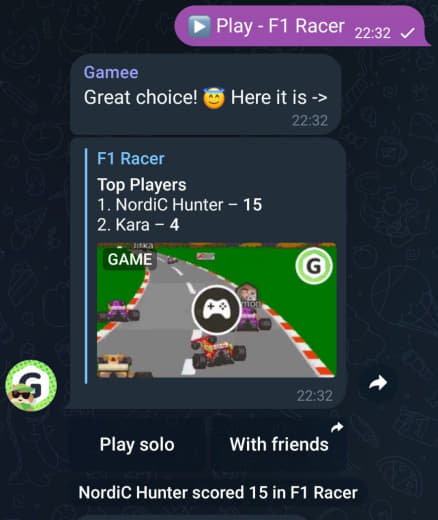 ▶️ Play - F1 Racer 22:32
Gamee
Great choice! 😇 Here it is ->
22:32
F1 Racer
Top Players
1. NordiC Hunter – 15
2. Kara – 4
Jitka
GAME
G
mon
G
22:32
Play solo
With friends
NordiC Hunter scored 15 in F1 Racer